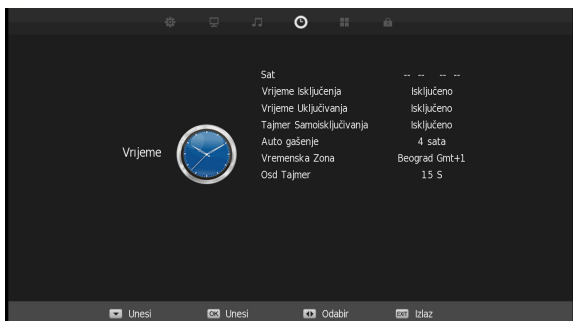 Sat -- -- -- --
Vrijeme Isključenja Isključeno
Vrijeme Uključivanja Isključeno
Tajmer Samoisključivanja Isključeno
Auto gašenje 4 sata
Vremenska Zona Beograd Gmt+1
Osd Tajmer 15 S
Vrijeme
Unesi OK Unesi Odabir EXIT Izlaz